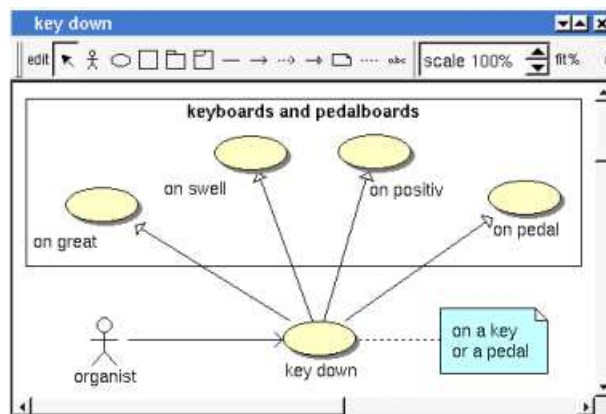 key down
edit
abc
scale 100%
fit%
keyboards and pedalboards
on swell
on positiv
on great
on pedal
on a key
or a pedal
organist
key down